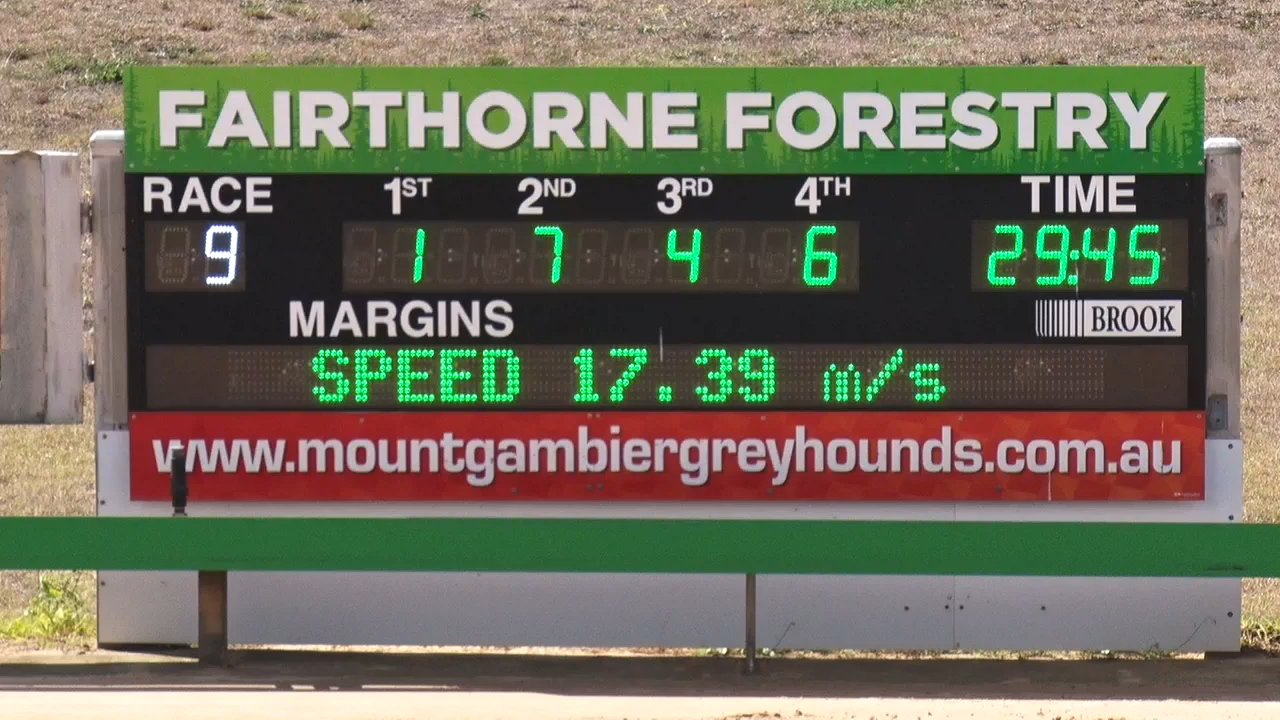 FAIRTHORNE FORESTRY
RACE 1ST 2ND 3RD 4TH TIME
9 1 7 4 6 29:45
MARGINS BROOK
SPEED 17.39 m/s
www.mountgambiergreyhounds.com.au